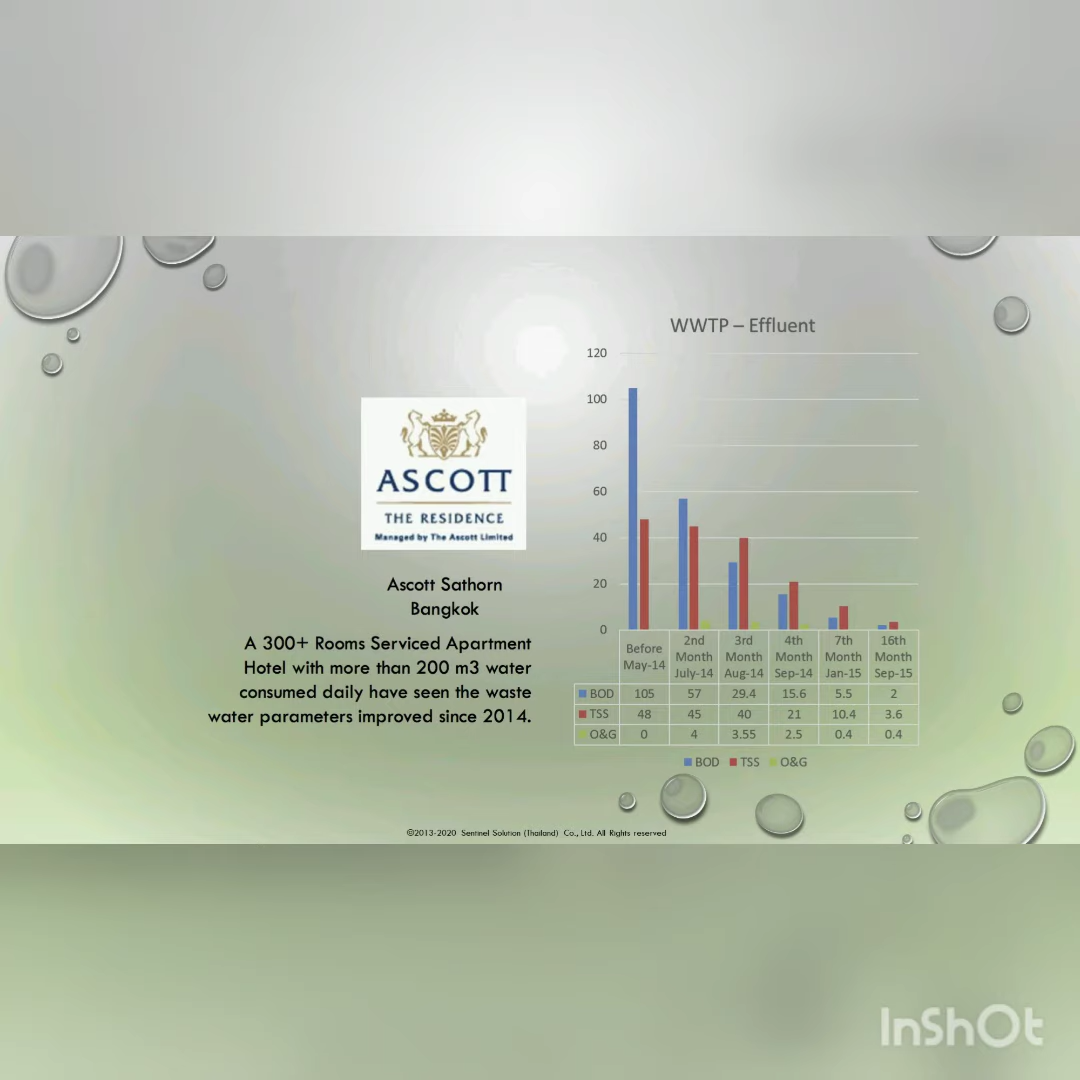 ASCOTT
THE RESIDENCE
Managed by The Ascott Limited
Ascott Sathorn
Bangkok
A 300+ Rooms Serviced Apartment
Hotel with more than 200 m3 water
consumed daily have seen the waste
water parameters improved since 2014.
WWTP – Effluent
120
100
80
60
40
20
0
Before May-14 2nd Month July-14 3rd Month Aug-14 4th Month Sep-14 7th Month Jan-15 16th Month Sep-15
BOD 105 57 29.4 15.6 5.5 2
TSS 48 45 40 21 10.4 3.6
O&G 0 4 3.55 2.5 0.4 0.4
BOD TSS O&G
©2013-2020 Sentinel Solution (Thailand) Co., Ltd. All Rights reserved
InShOt